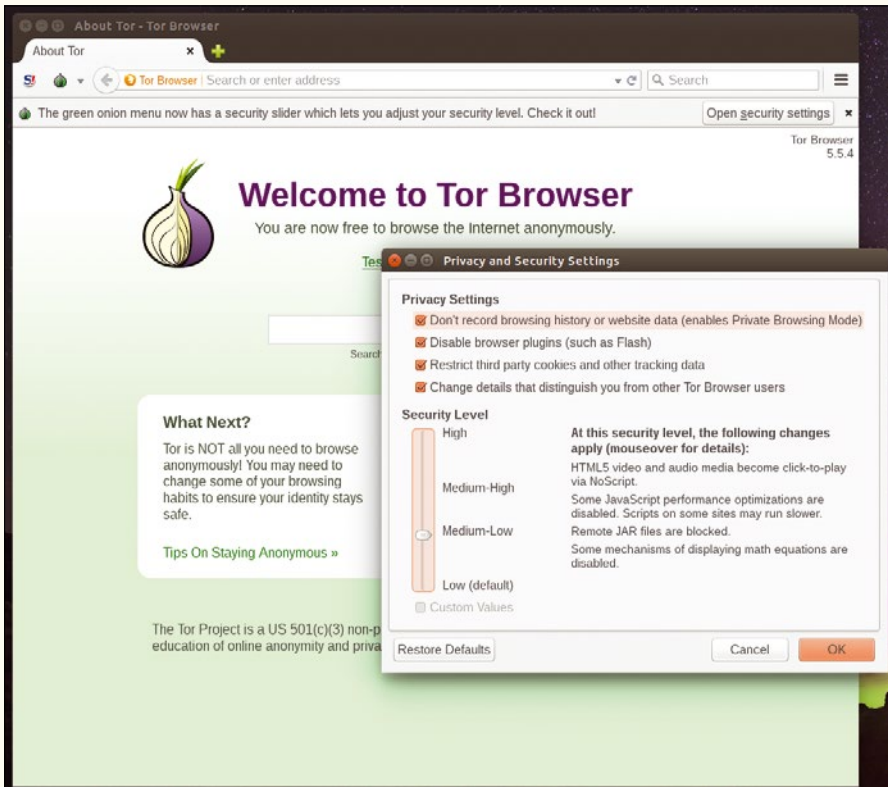 About Tor - Tor Browser
About Tor
S!
Tor Browser Search or enter address
Search
The green onion menu now has a security slider which lets you adjust your security level. Check it out!
Open security settings
Tor Browser
5.5.4
Welcome to Tor Browser
You are now free to browse the Internet anonymously.
What Next?
Tor is NOT all you need to browse
anonymously! You may need to
change some of your browsing
habits to ensure your identity stays
safe.
Tips On Staying Anonymous »
The Tor Project is a US 501(c)(3) non-p
education of online anonymity and priva
Tes
Search
Privacy and Security Settings
Privacy Settings
Don't record browsing history or website data (enables Private Browsing Mode)
Disable browser plugins (such as Flash)
Restrict third party cookies and other tracking data
Change details that distinguish you from other Tor Browser users
Security Level
High
Medium-High
Medium-Low
Low (default)
Custom Values
At this security level, the following changes
apply (mouseover for details):
HTML5 video and audio media become click-to-play
via NoScript.
Some JavaScript performance optimizations are
disabled. Scripts on some sites may run slower.
Remote JAR files are blocked.
Some mechanisms of displaying math equations are
disabled.
Restore Defaults
Cancel
OK